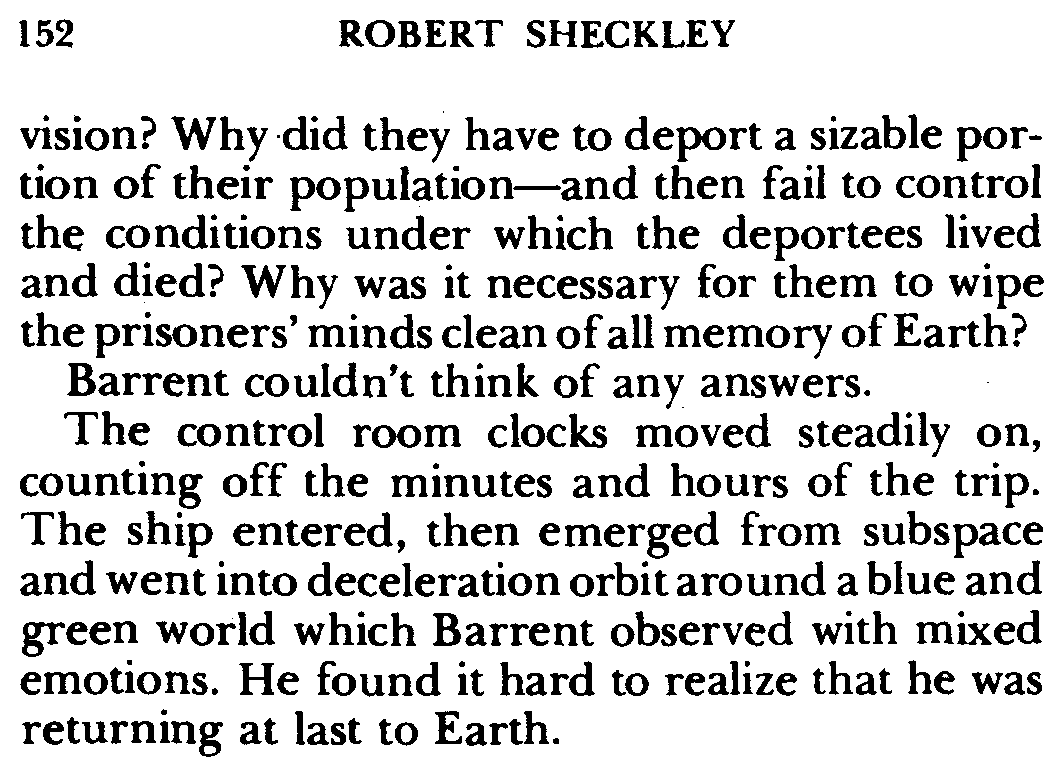 152 ROBERT SHECKLEY
vision? Why did they have to deport a sizable por-
tion of their population—and then fail to control
the conditions under which the deportees lived
and died? Why was it necessary for them to wipe
the prisoners' minds clean of all memory of Earth?
Barrent couldn't think of any answers.
The control room clocks moved steadily on,
counting off the minutes and hours of the trip.
The ship entered, then emerged from subspace
and went into deceleration orbit around a blue and
green world which Barrent observed with mixed
emotions. He found it hard to realize that he was
returning at last to Earth.